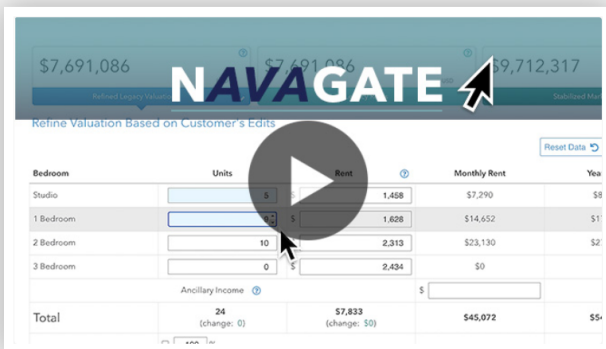 $7,691,086 $7,691,086 $9,712,317
NAVAGATE
Refined Legacy Valuation Stabilized
Refine Valuation Based on Customer's Edits
Reset Data
Bedroom Units Rent Monthly Rent
Studio 5 $ 1,458 $7,290
1 Bedroom 9 $ 1,628 $14,652
2 Bedroom 10 2,313 $23,130
3 Bedroom 0 $ 2,434 $0
Ancillary Income $
Total 24 $7,833 $45,072
(change: 0) (change: $0)
100 %